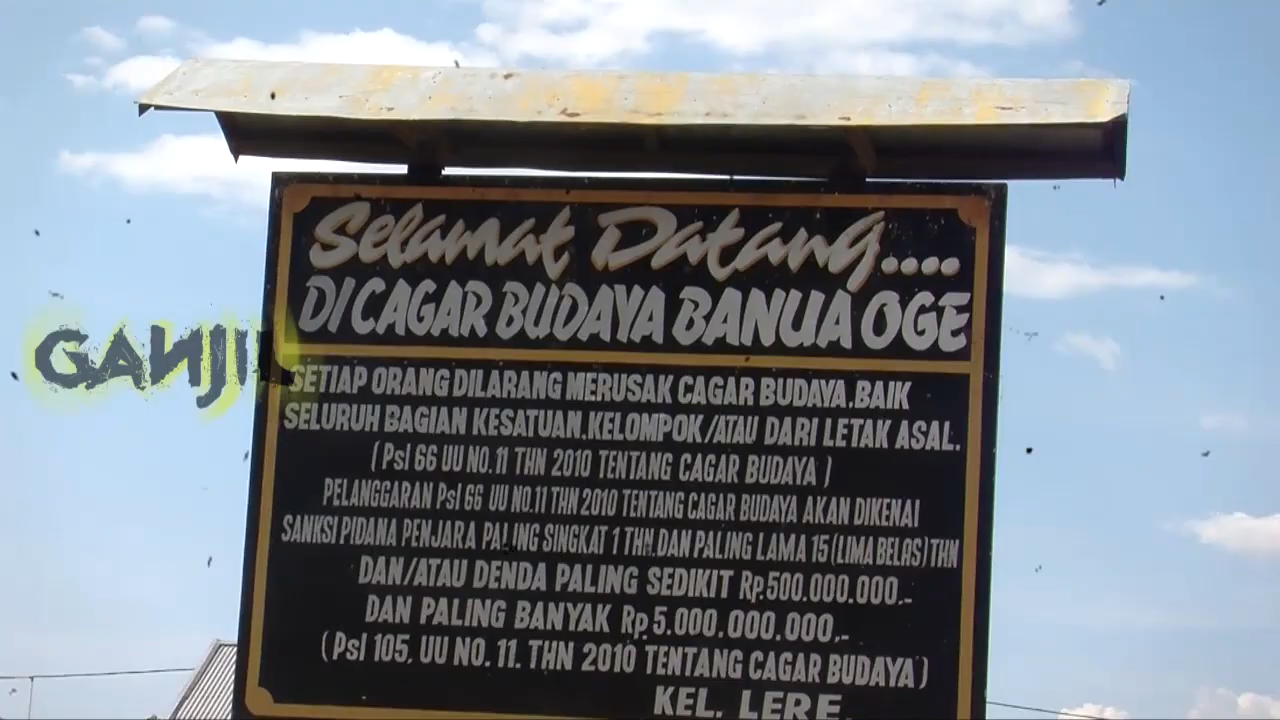 Selamat Datang....
DI CAGAR BUDAYA BANUA OGE
GANJIL
SETIAP ORANG DILARANG MERUSAK CAGAR BUDAYA.BAIK
SELURUH BAGIAN KESATUAN.KELOMPOK/ATAU DARI LETAK ASAL.
(Psl 66 UU NO.11 THN 2010 TENTANG CAGAR BUDAYA)
PELANGGARAN Psl 66 UU NO.11 THN 2010 TENTANG CAGAR BUDAYA AKAN DIKENAI
SANKSI PIDANA PENJARA PALING SINGKAT 1 THN.DAN PALING LAMA 15 (LIMA BELAS) THN
DAN/ATAU DENDA PALING SEDIKIT Rp.500.000.000.-
DAN PALING BANYAK Rp.5.000.000.000,-
(Psl 105, UU NO. 11. THN 2010 TENTANG CAGAR BUDAYA)
KEL. LERE.